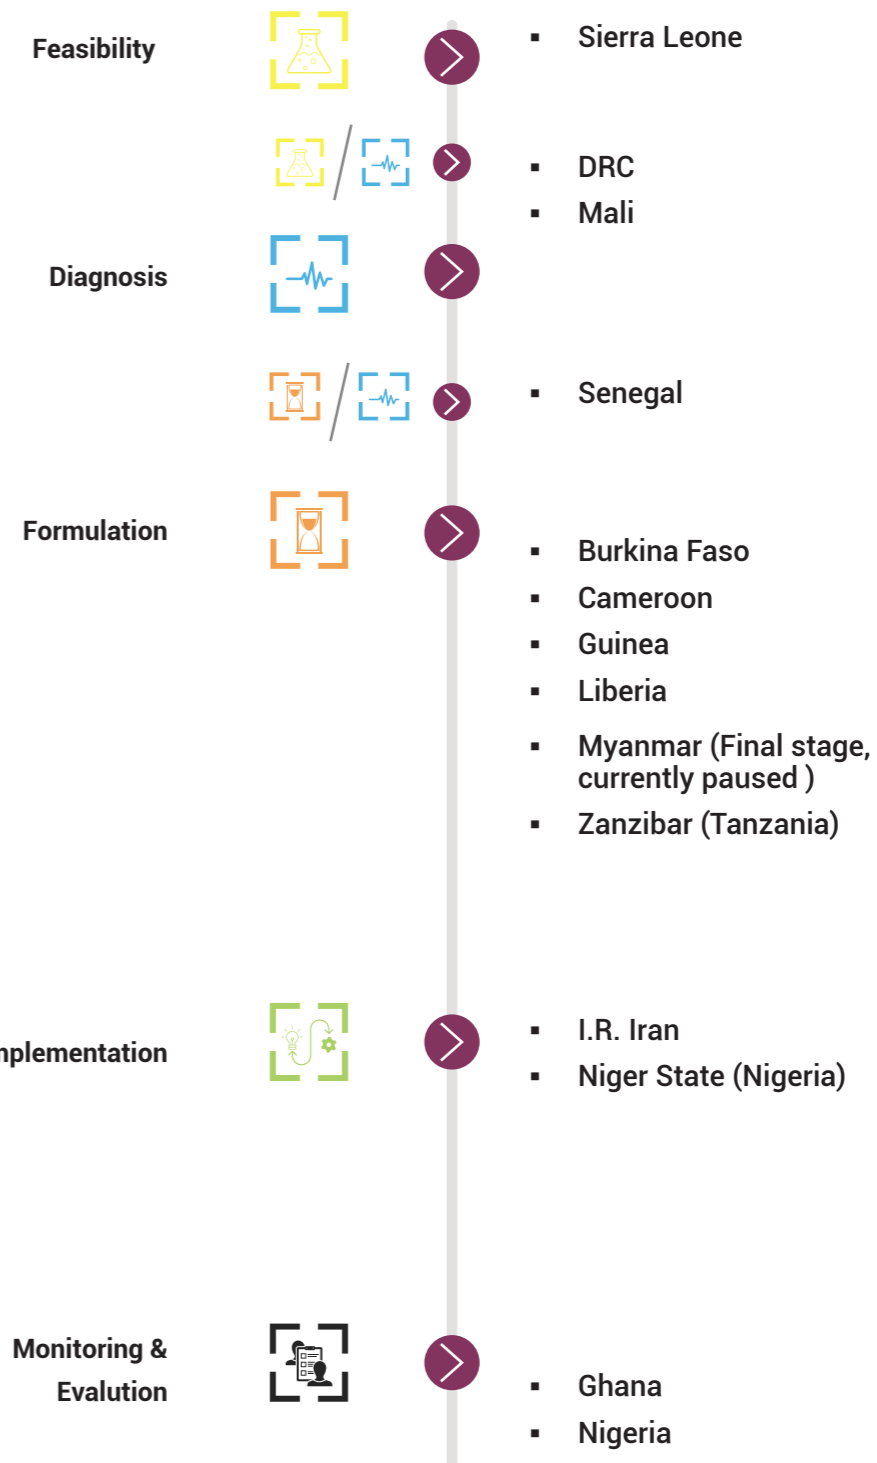 Feasibility
▪ Sierra Leone
▪ DRC
▪ Mali
Diagnosis
▪ Senegal
Formulation
▪ Burkina Faso
▪ Cameroon
▪ Guinea
▪ Liberia
▪ Myanmar (Final stage,
currently paused )
▪ Zanzibar (Tanzania)
mplementation
▪ I.R. Iran
▪ Niger State (Nigeria)
Monitoring &
Evalution
▪ Ghana
▪ Nigeria